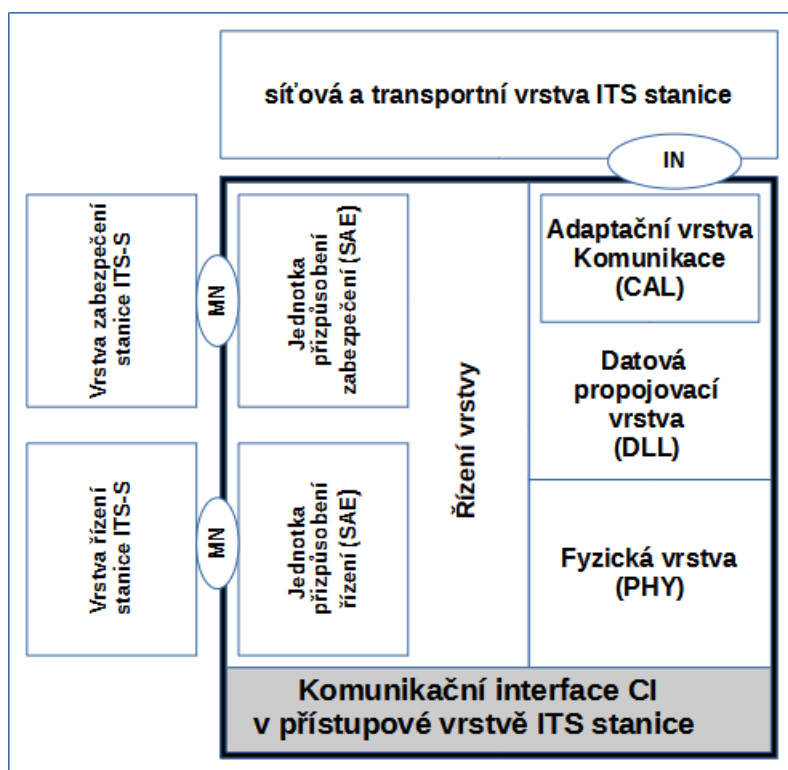 síťová a transportní vrstva ITS stanice
IN
Vrstva zabezpečení
stanice ITS-S
MN
Jednotka
přizpůsobení
zabezpečení (SAE)
Řízení vrstvy
Adaptační vrstva
Komunikace
(CAL)
Datová
propojovací
vrstva
(DLL)
Vrstva řízení
stanice ITS-S
MN
Jednotka
přizpůsobení
řízení (SAE)
Fyzická vrstva
(PHY)
Komunikační interface CI
v přístupové vrstvě ITS stanice